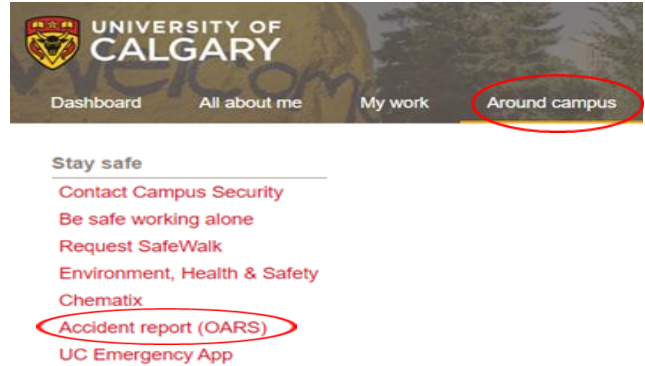 UNIVERSITY OF
CALGARY
Welcom
Dashboard All about me My work Around campus
Stay safe
Contact Campus Security
Be safe working alone
Request SafeWalk
Environment, Health & Safety
Chematix
Accident report (OARS)
UC Emergency App